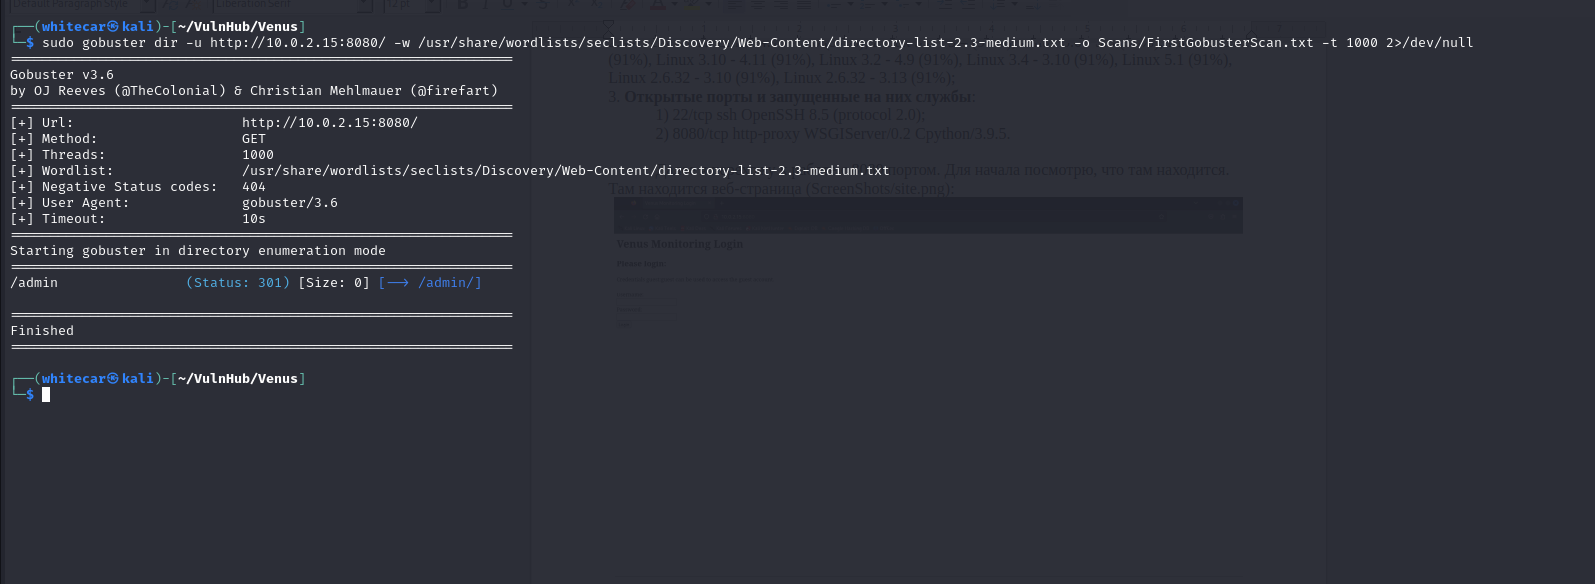 Default Paragraph Style Liberation Serif 12 pt
┌──(whitecar㉿kali)-[~/VulnHub/Venus]
└─$ sudo gobuster dir -u http://10.0.2.15:8080/ -w /usr/share/wordlists/seclists/Discovery/Web-Content/directory-list-2.3-medium.txt -o Scans/FirstGobusterScan.txt -t 1000 2>/dev/null
===============================================================
(91%), Linux 3.10 - 4.11 (91%), Linux 3.2 - 4.9 (91%), Linux 3.4 - 3.10 (91%), Linux 5.1 (91%),
Gobuster v3.6
Linux 2.6.32 - 3.10 (91%), Linux 2.6.32 - 3.13 (91%);
by OJ Reeves (@TheColonial) & Christian Mehlmauer (@firefart)
3. Открытые порты и запущенные на них службы:
===============================================================
1) 22/tcp ssh OpenSSH 8.5 (protocol 2.0);
[+] Url: http://10.0.2.15:8080/
2) 8080/tcp http-proxy WSGIServer/0.2 Cpython/3.9.5.
[+] Method: GET
[+] Threads: 1000
[+] Wordlist: /usr/share/wordlists/seclists/Discovery/Web-Content/directory-list-2.3-medium.txt
портом. Для начала посмотрю, что там находится.
[+] Negative Status codes: 404
Там находится веб-страница (ScreenShots/site.png):
[+] User Agent: gobuster/3.6
[+] Timeout: 10s
===============================================================
Venus Monitoring Login
Starting gobuster in directory enumeration mode
Please login:
===============================================================
/admin (Status: 301) [Size: 0] [--> /admin/]
===============================================================
Finished
===============================================================
┌──(whitecar㉿kali)-[~/VulnHub/Venus]
└─$